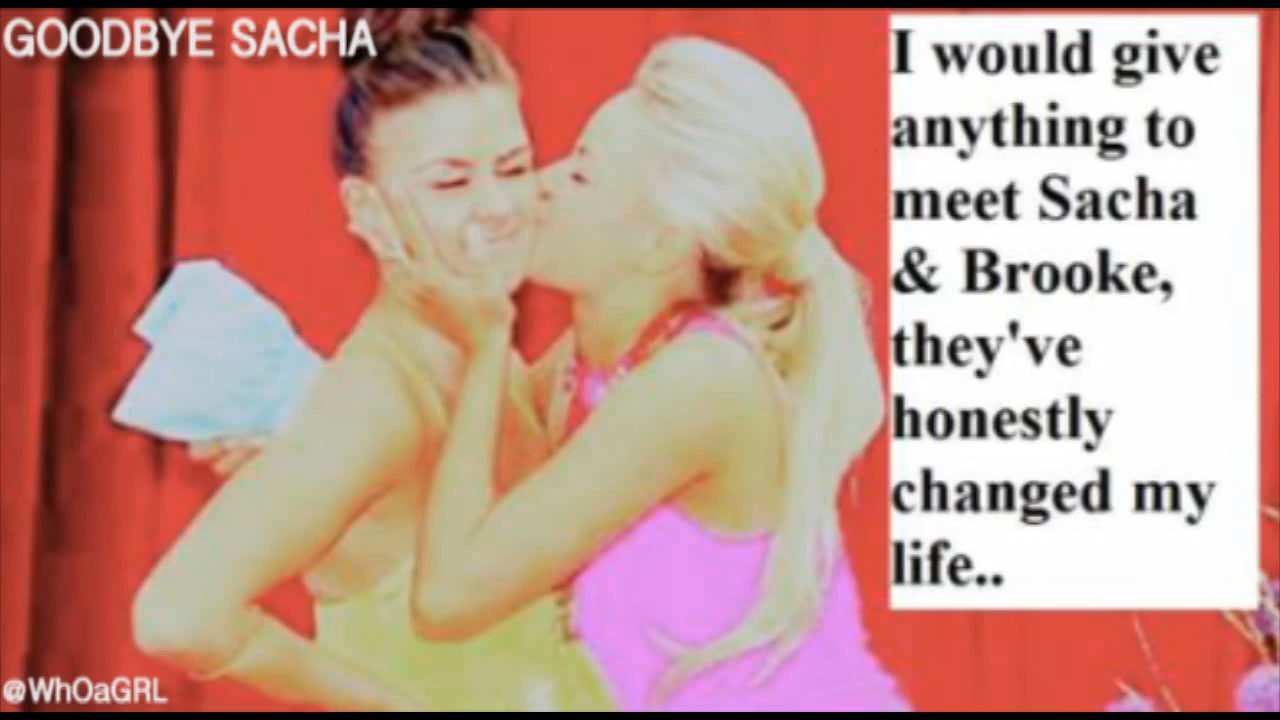 GOODBYE SACHA
I would give
anything to
meet Sacha
& Brooke,
they've
honestly
changed my
life..
@WhOaGRL